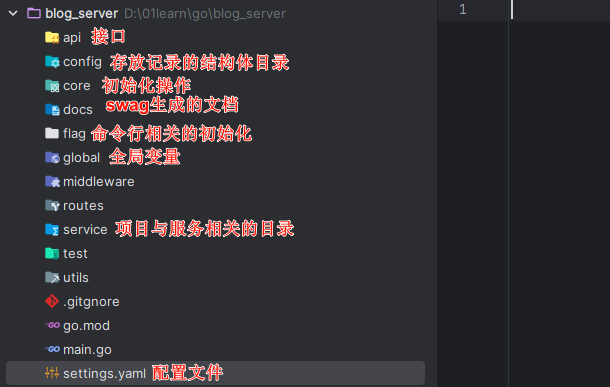 blog_server D:\01learn\go\blog_server
1
api 接口
config 存放记录的结构体目录
core 初始化操作
docs swag生成的文档
flag 命令行相关的初始化
global 全局变量
middleware
routes
service 项目与服务相关的目录
test
utils
.gitgnore
go.mod
main.go
settings.yaml 配置文件